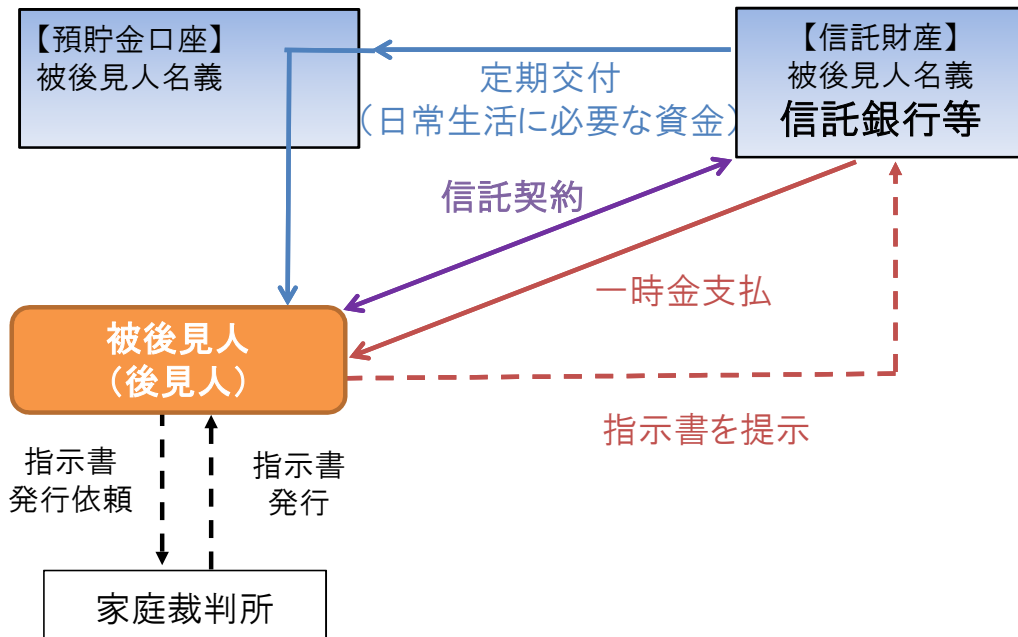 【預貯金口座】
被後見人名義
【信託財産】
被後見人名義
信託銀行等
定期交付
（日常生活に必要な資金）
信託契約
一時金支払
被後見人
（後見人）
指示書を提示
指示書
発行依頼
指示書
発行
家庭裁判所